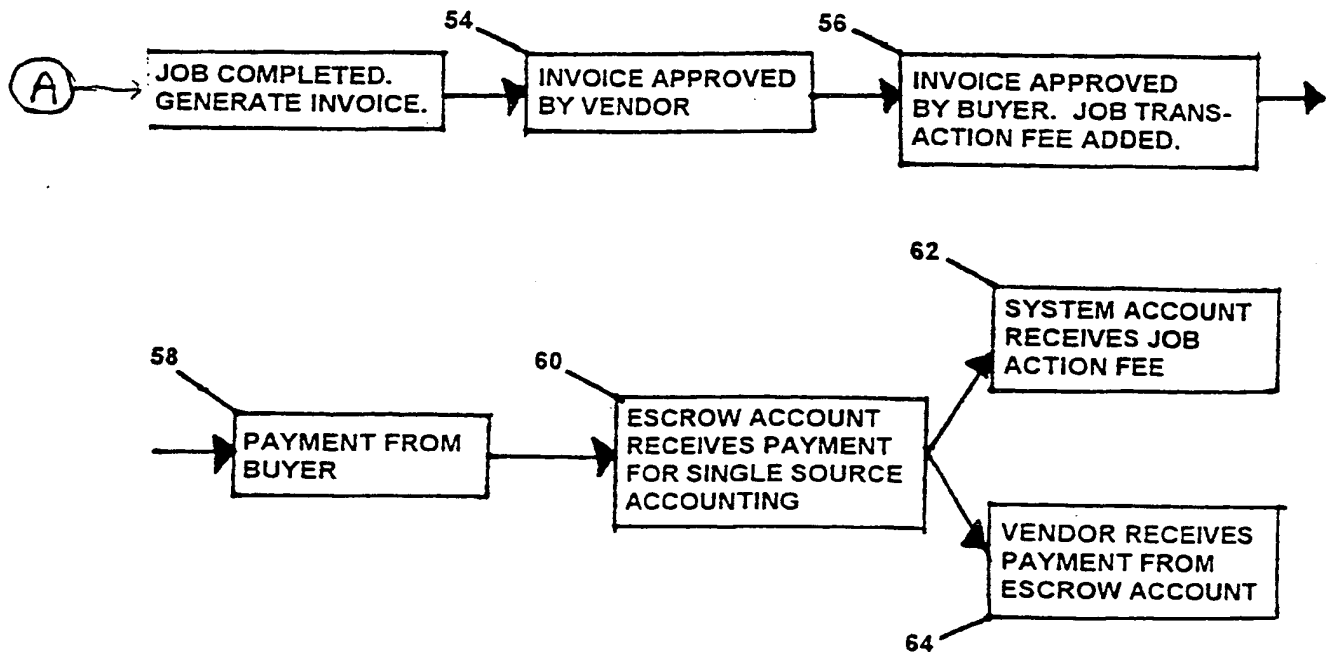 54
56
A
JOB COMPLETED.
GENERATE INVOICE.
INVOICE APPROVED
BY VENDOR
INVOICE APPROVED
BY BUYER. JOB TRANS-
ACTION FEE ADDED.
62
SYSTEM ACCOUNT
RECEIVES JOB
ACTION FEE
58
60
PAYMENT FROM
BUYER
ESCROW ACCOUNT
RECEIVES PAYMENT
FOR SINGLE SOURCE
ACCOUNTING
VENDOR RECEIVES
PAYMENT FROM
ESCROW ACCOUNT
64